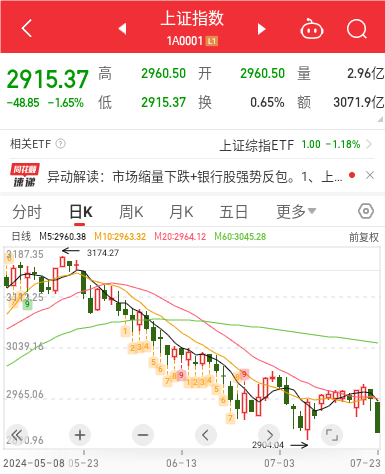 上证指数
1A0001 L1
2915.37 高 2960.50 开 2960.50 量 2.96亿
-48.85 -1.65% 低 2915.37 换 0.65% 额 3071.9亿
相关ETF ? 上证综指ETF 1.00 -1.18%
同花顺速递 异动解读：市场缩量下跌+银行股强势反包。1、上...
分时 日K 周K 月K 五日 更多
日线 M5:2960.38 M10:2963.32 M20:2964.12 M60:3045.28 前复权
3187.35
3174.27
3112.25
3039.16
2965.06
2904.04
2024-05-08 05-23 06-13 07-03 07-23